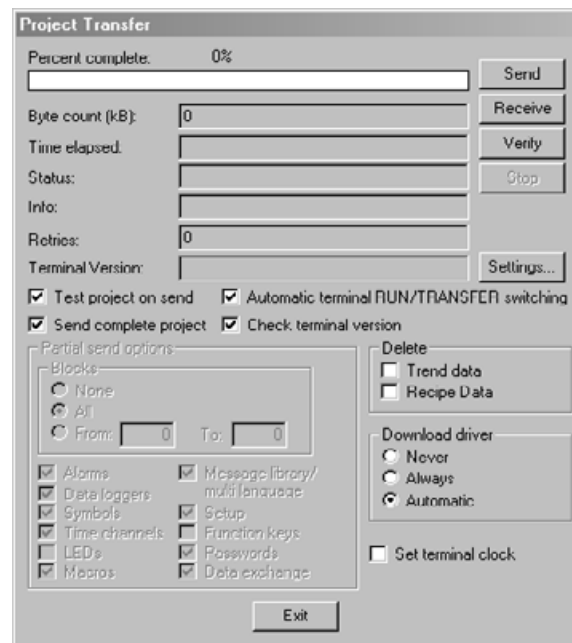 Project Transfer
Percent complete: 0%
Send
Byte count (kB): 0
Receive
Time elapsed:
Verify
Status:
Stop
Info:
Retries: 0
Terminal Version:
Settings...
Test project on send
Automatic terminal RUN/TRANSFER switching
Send complete project
Check terminal version
Partial send options
Blocks
None
All
From: 0 To: 0
Alarms
Data loggers
Symbols
Time channels
LEDs
Macros
Message library/
multi language
Setup
Function keys
Passwords
Data exchange
Delete
Trend data
Recipe Data
Download driver
Never
Always
Automatic
Set terminal clock
Exit